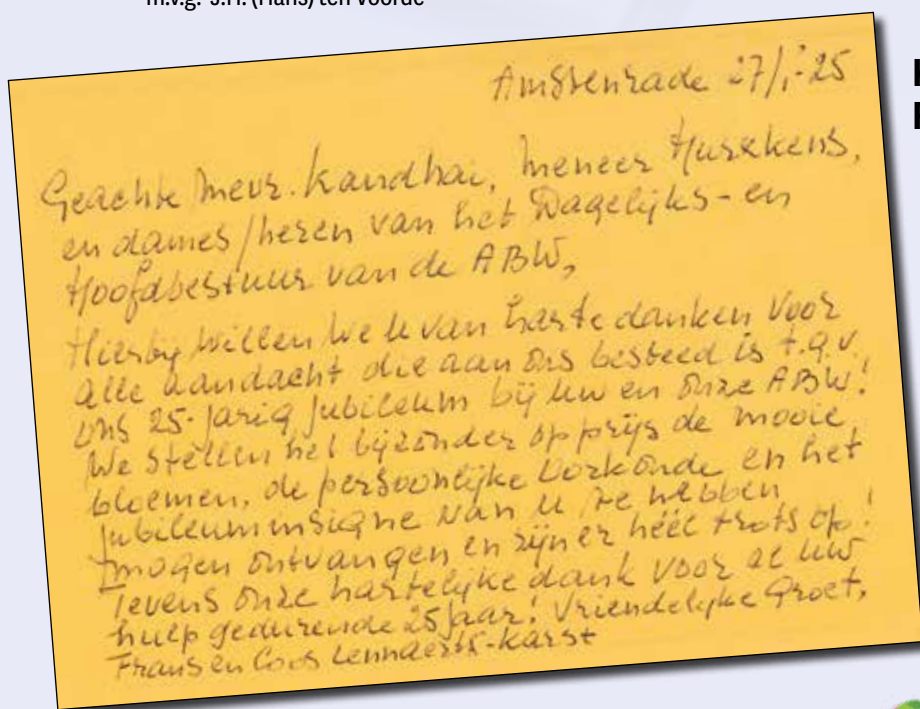 m.v.g. J.H. (Hans) ten Voorde
Amstenrade 27/1-25
Geachte Mevr. Kandhai, meneer Hurkkens,
en dames/heren van het Dagelijks- en
Hoofdbestuur van de ABW,
Hierbij willen we u van harte danken voor
alle aandacht die aan ons besteed is t.g.v.
ons 25-jarig jubileum bij uw en onze ABW!
We stellen het bijzonder op prijs de mooie
bloemen, de persoonlijke oorkonde en het
jubileuminsigne van u te hebben
mogen ontvangen en zijn er héél trots op!
Tevens onze hartelijke dank voor al uw
hulp gedurende 25 jaar! Vriendelijke Groet,
Frans en Coos Lennaerts-Karst